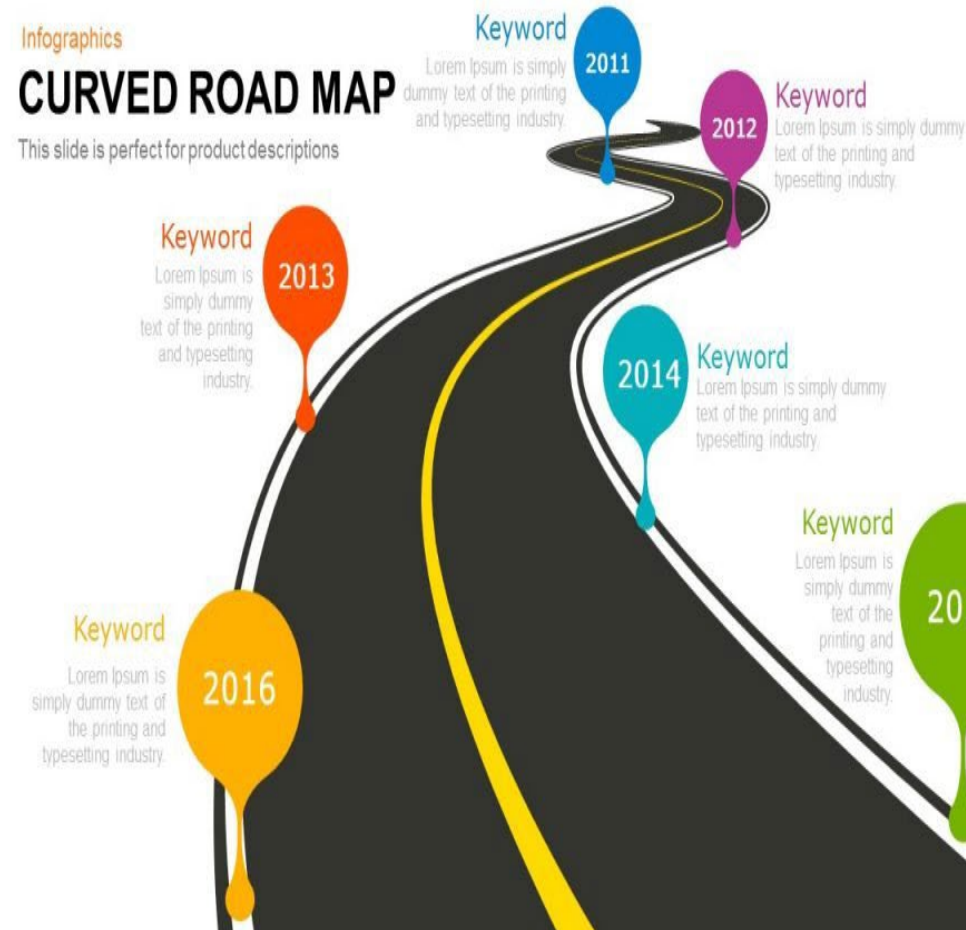 Infographics
CURVED ROAD MAP
This slide is perfect for product descriptions
Keyword
Lorem Ipsum is simply
dummy text of the printing
and typesetting industry.
2011
2012
Keyword
Lorem Ipsum is simply dummy
text of the printing and
typesetting industry.
Keyword
Lorem Ipsum is
simply dummy
text of the printing
and typesetting
industry.
2013
2014
Keyword
Lorem Ipsum is simply dummy
text of the printing and
typesetting industry.
Keyword
Lorem Ipsum is
simply dummy
text of the
printing and
typesetting
industry.
20
Keyword
Lorem Ipsum is
simply dummy text of
the printing and
typesetting industry.
2016